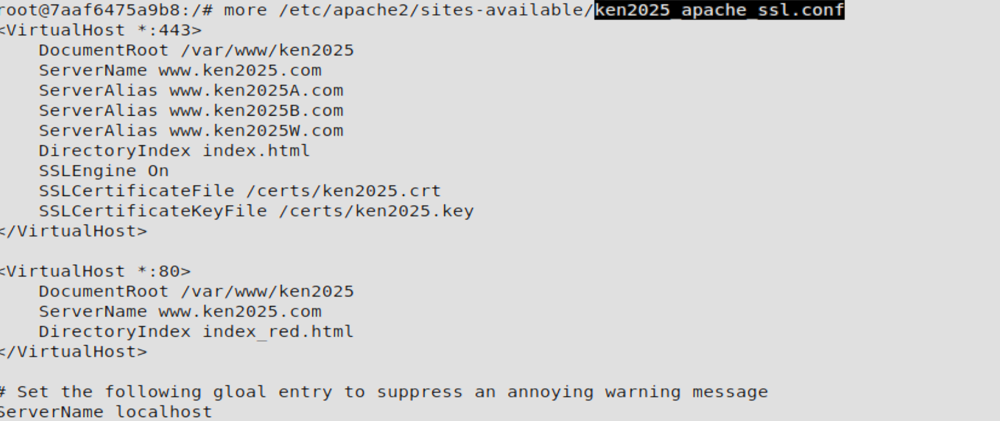 root@7aaf6475a9b8:/# more /etc/apache2/sites-available/ken2025_apache_ssl.conf
<VirtualHost *:443>
    DocumentRoot /var/www/ken2025
    ServerName www.ken2025.com
    ServerAlias www.ken2025A.com
    ServerAlias www.ken2025B.com
    ServerAlias www.ken2025W.com
    DirectoryIndex index.html
    SSLEngine On
    SSLCertificateFile /certs/ken2025.crt
    SSLCertificateKeyFile /certs/ken2025.key
</VirtualHost>

<VirtualHost *:80>
    DocumentRoot /var/www/ken2025
    ServerName www.ken2025.com
    DirectoryIndex index_red.html
</VirtualHost>

# Set the following gloal entry to suppress an annoying warning message
ServerName localhost